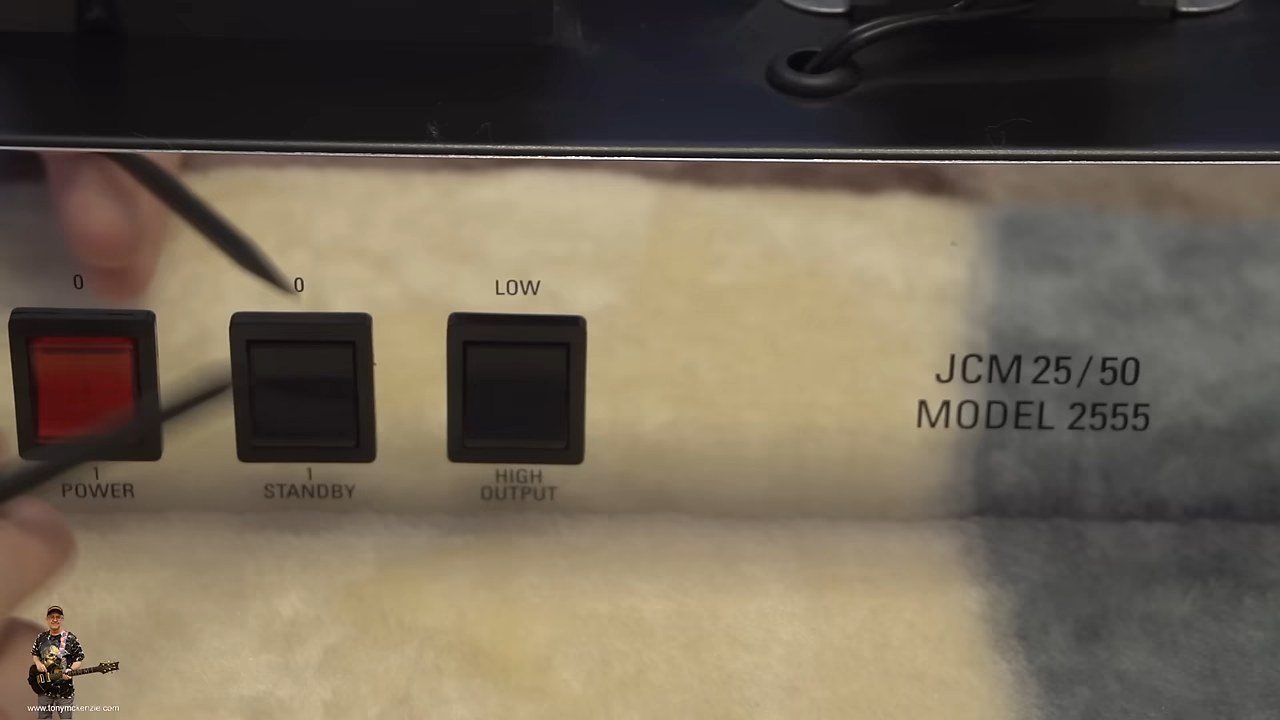 0
0
LOW
1
POWER
1
STANDBY
HIGH
OUTPUT
JCM 25/50
MODEL 2555
www.tonymckenzie.com